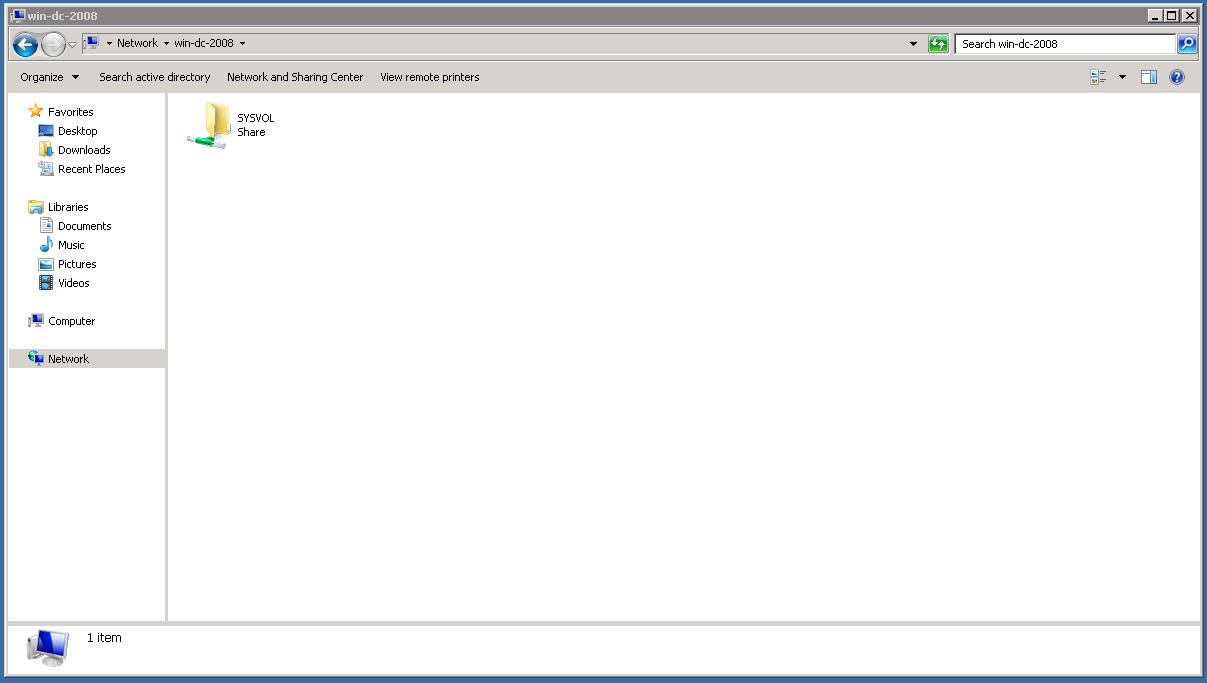 win-dc-2008
Network win-dc-2008
Search win-dc-2008
Organize Search active directory Network and Sharing Center View remote printers
Favorites
Desktop
Downloads
Recent Places
Libraries
Documents
Music
Pictures
Videos
Computer
Network
SYSVOL
Share
1 item